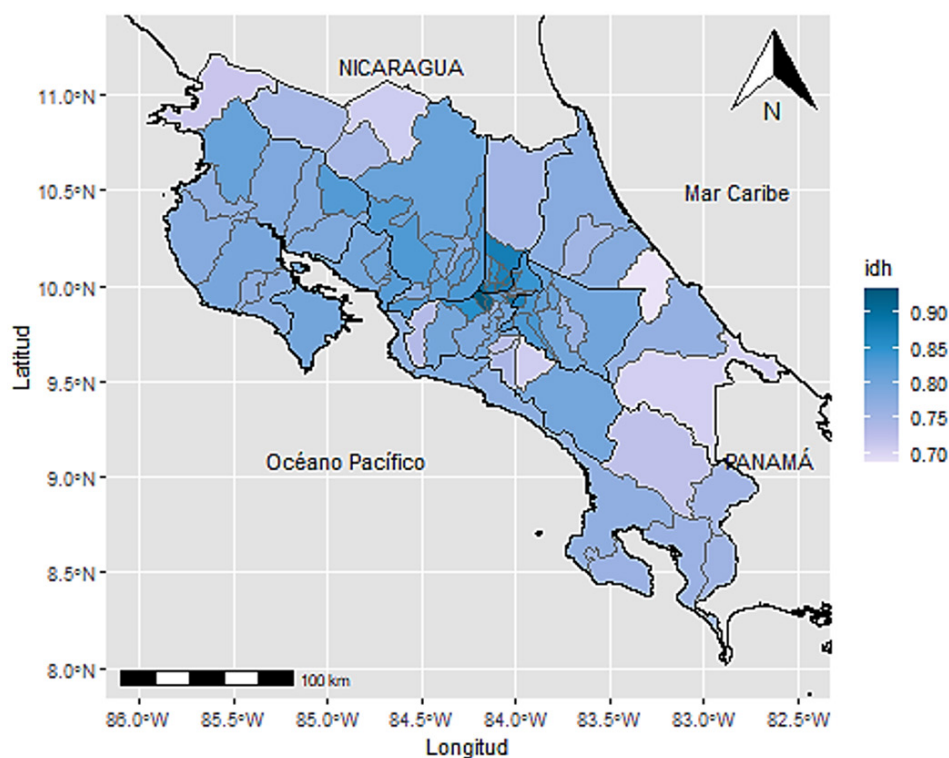 NICARAGUA
N
Mar Caribe
Océano Pacífico
PANAMÁ
100 km
11.0°N
10.5°N
10.0°N
9.5°N
9.0°N
8.5°N
8.0°N
Latitud
86.0°W 85.5°W 85.0°W 84.5°W 84.0°W 83.5°W 83.0°W 82.5°W
Longitud
idh
0.90
0.85
0.80
0.75
0.70